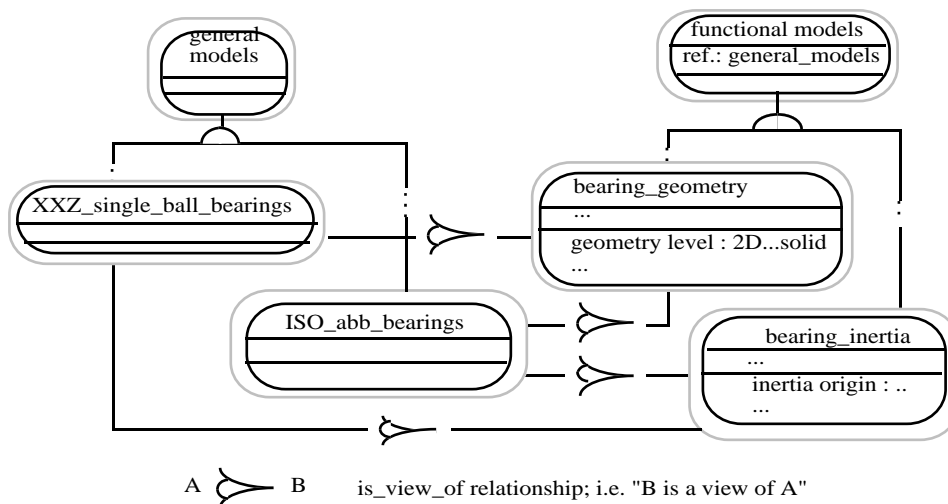 general
models
functional models
ref.: general_models
XXZ_single_ball_bearings
bearing_geometry
...
geometry level : 2D...solid
...
ISO_abb_bearings
bearing_inertia
...
inertia origin : ..
...
A B is_view_of relationship; i.e. "B is a view of A"